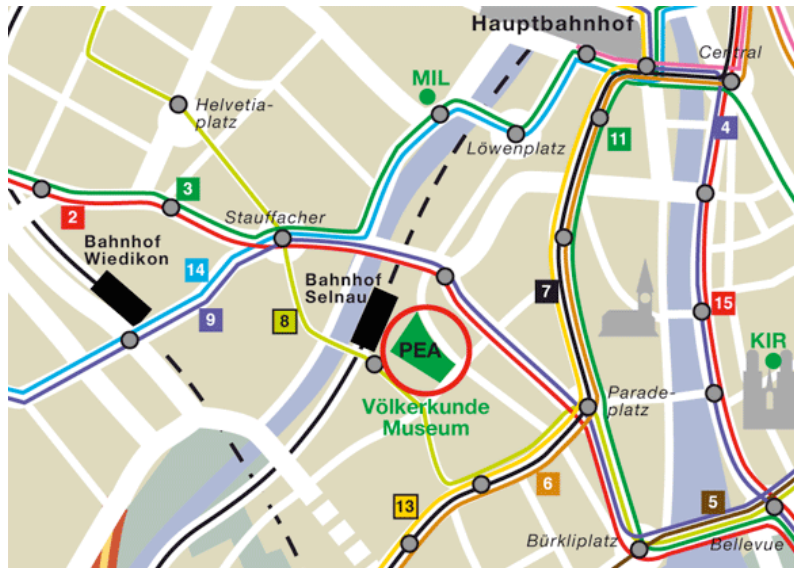 Hauptbahnhof
Central
MIL
Helvetia-
platz
4
11
Löwenplatz
3
2
Stauffacher
Bahnhof
Wiedikon
14
Bahnhof
Selnau
7
15
9
8
PEA
KIR
Parade-
platz
Völkerkunde
Museum
6
13
5
Bürkliplatz
Bellevue